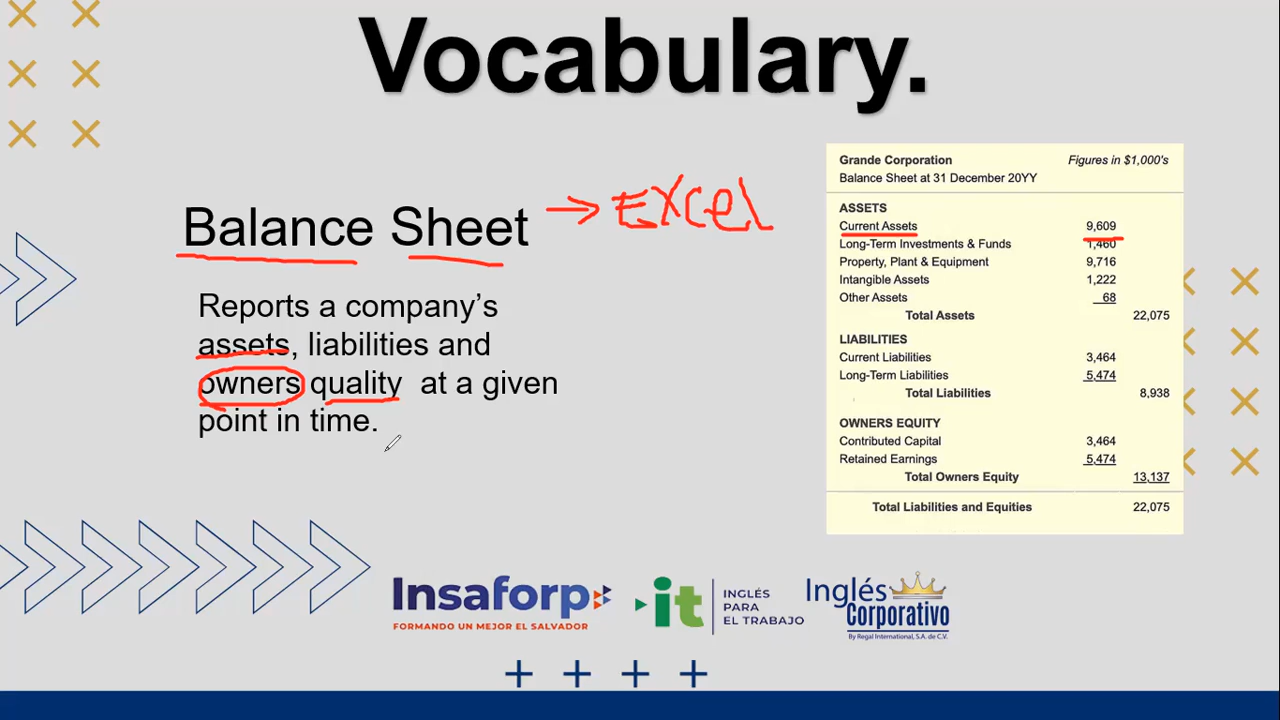 Vocabulary.
Balance Sheet → EXCEL
Reports a company’s
assets, liabilities and
owners quality at a given
point in time.
Grande Corporation Figures in $1,000's
Balance Sheet at 31 December 20YY
ASSETS
Current Assets 9,609
Long-Term Investments & Funds 1,460
Property, Plant & Equipment 9,716
Intangible Assets 1,222
Other Assets 68
Total Assets 22,075
LIABILITIES
Current Liabilities 3,464
Long-Term Liabilities 5,474
Total Liabilities 8,938
OWNERS EQUITY
Contributed Capital 3,464
Retained Earnings 5,474
Total Owners Equity 13,137
Total Liabilities and Equities 22,075
Insaforp
FORMANDO UN MEJOR EL SALVADOR
it
INGLÉS
PARA
EL TRABAJO
Inglés
Corporativo
By Regal International, S.A. de C.V.